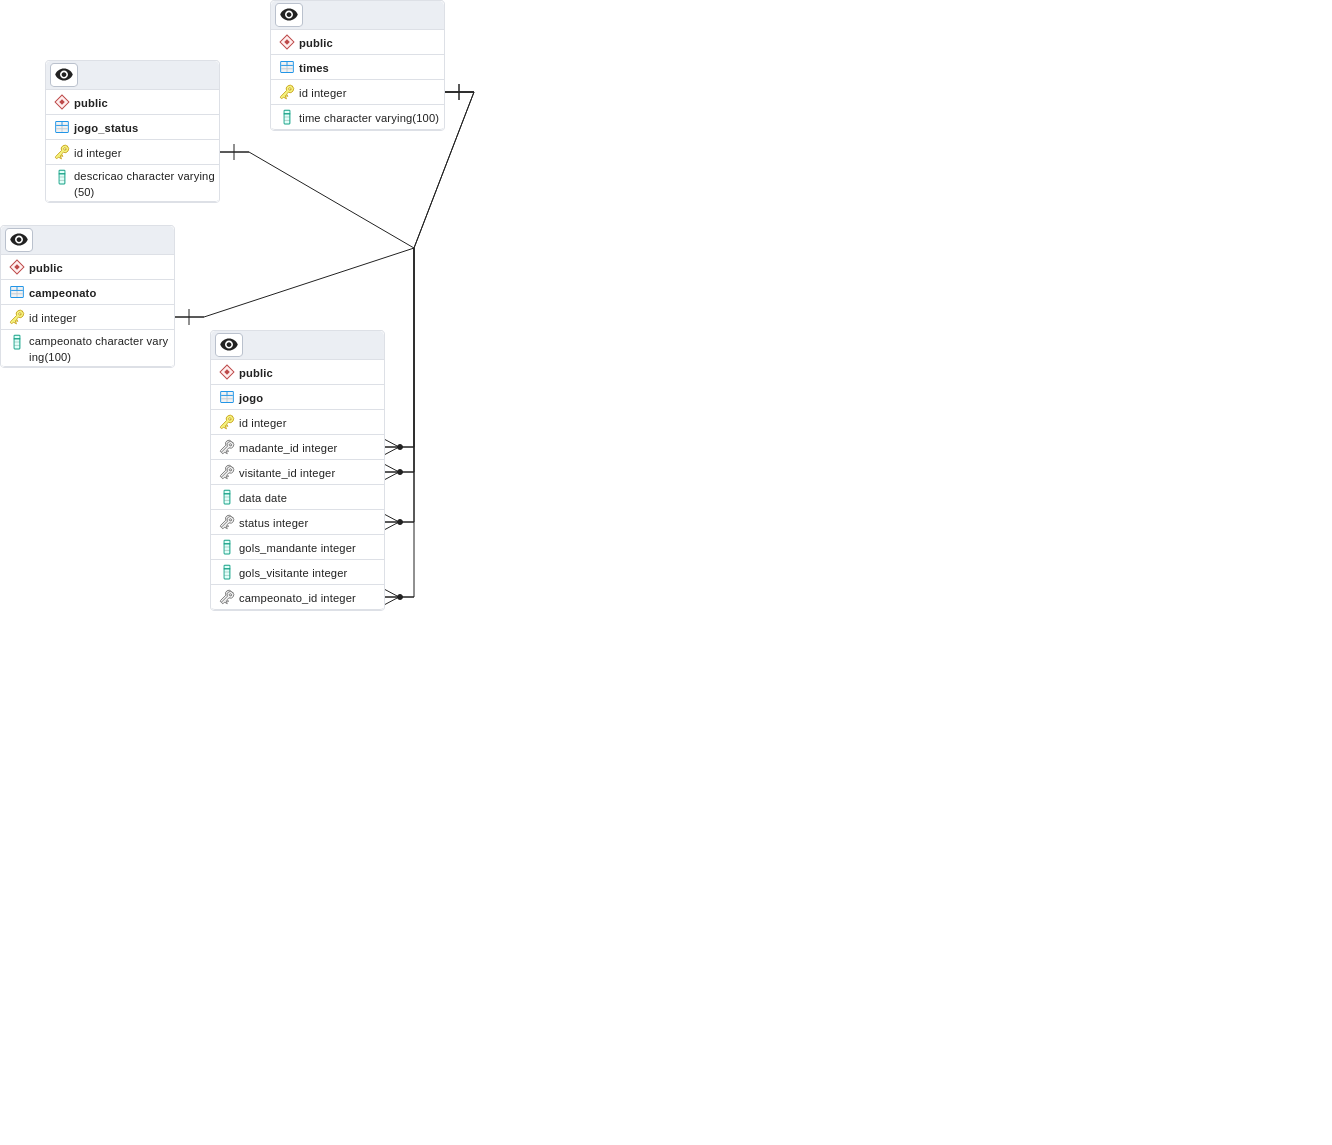 public
times
id integer
time character varying(100)
public
jogo_status
id integer
descricao character varying
(50)
public
campeonato
id integer
campeonato character vary
ing(100)
public
jogo
id integer
madante_id integer
visitante_id integer
data date
status integer
gols_mandante integer
gols_visitante integer
campeonato_id integer